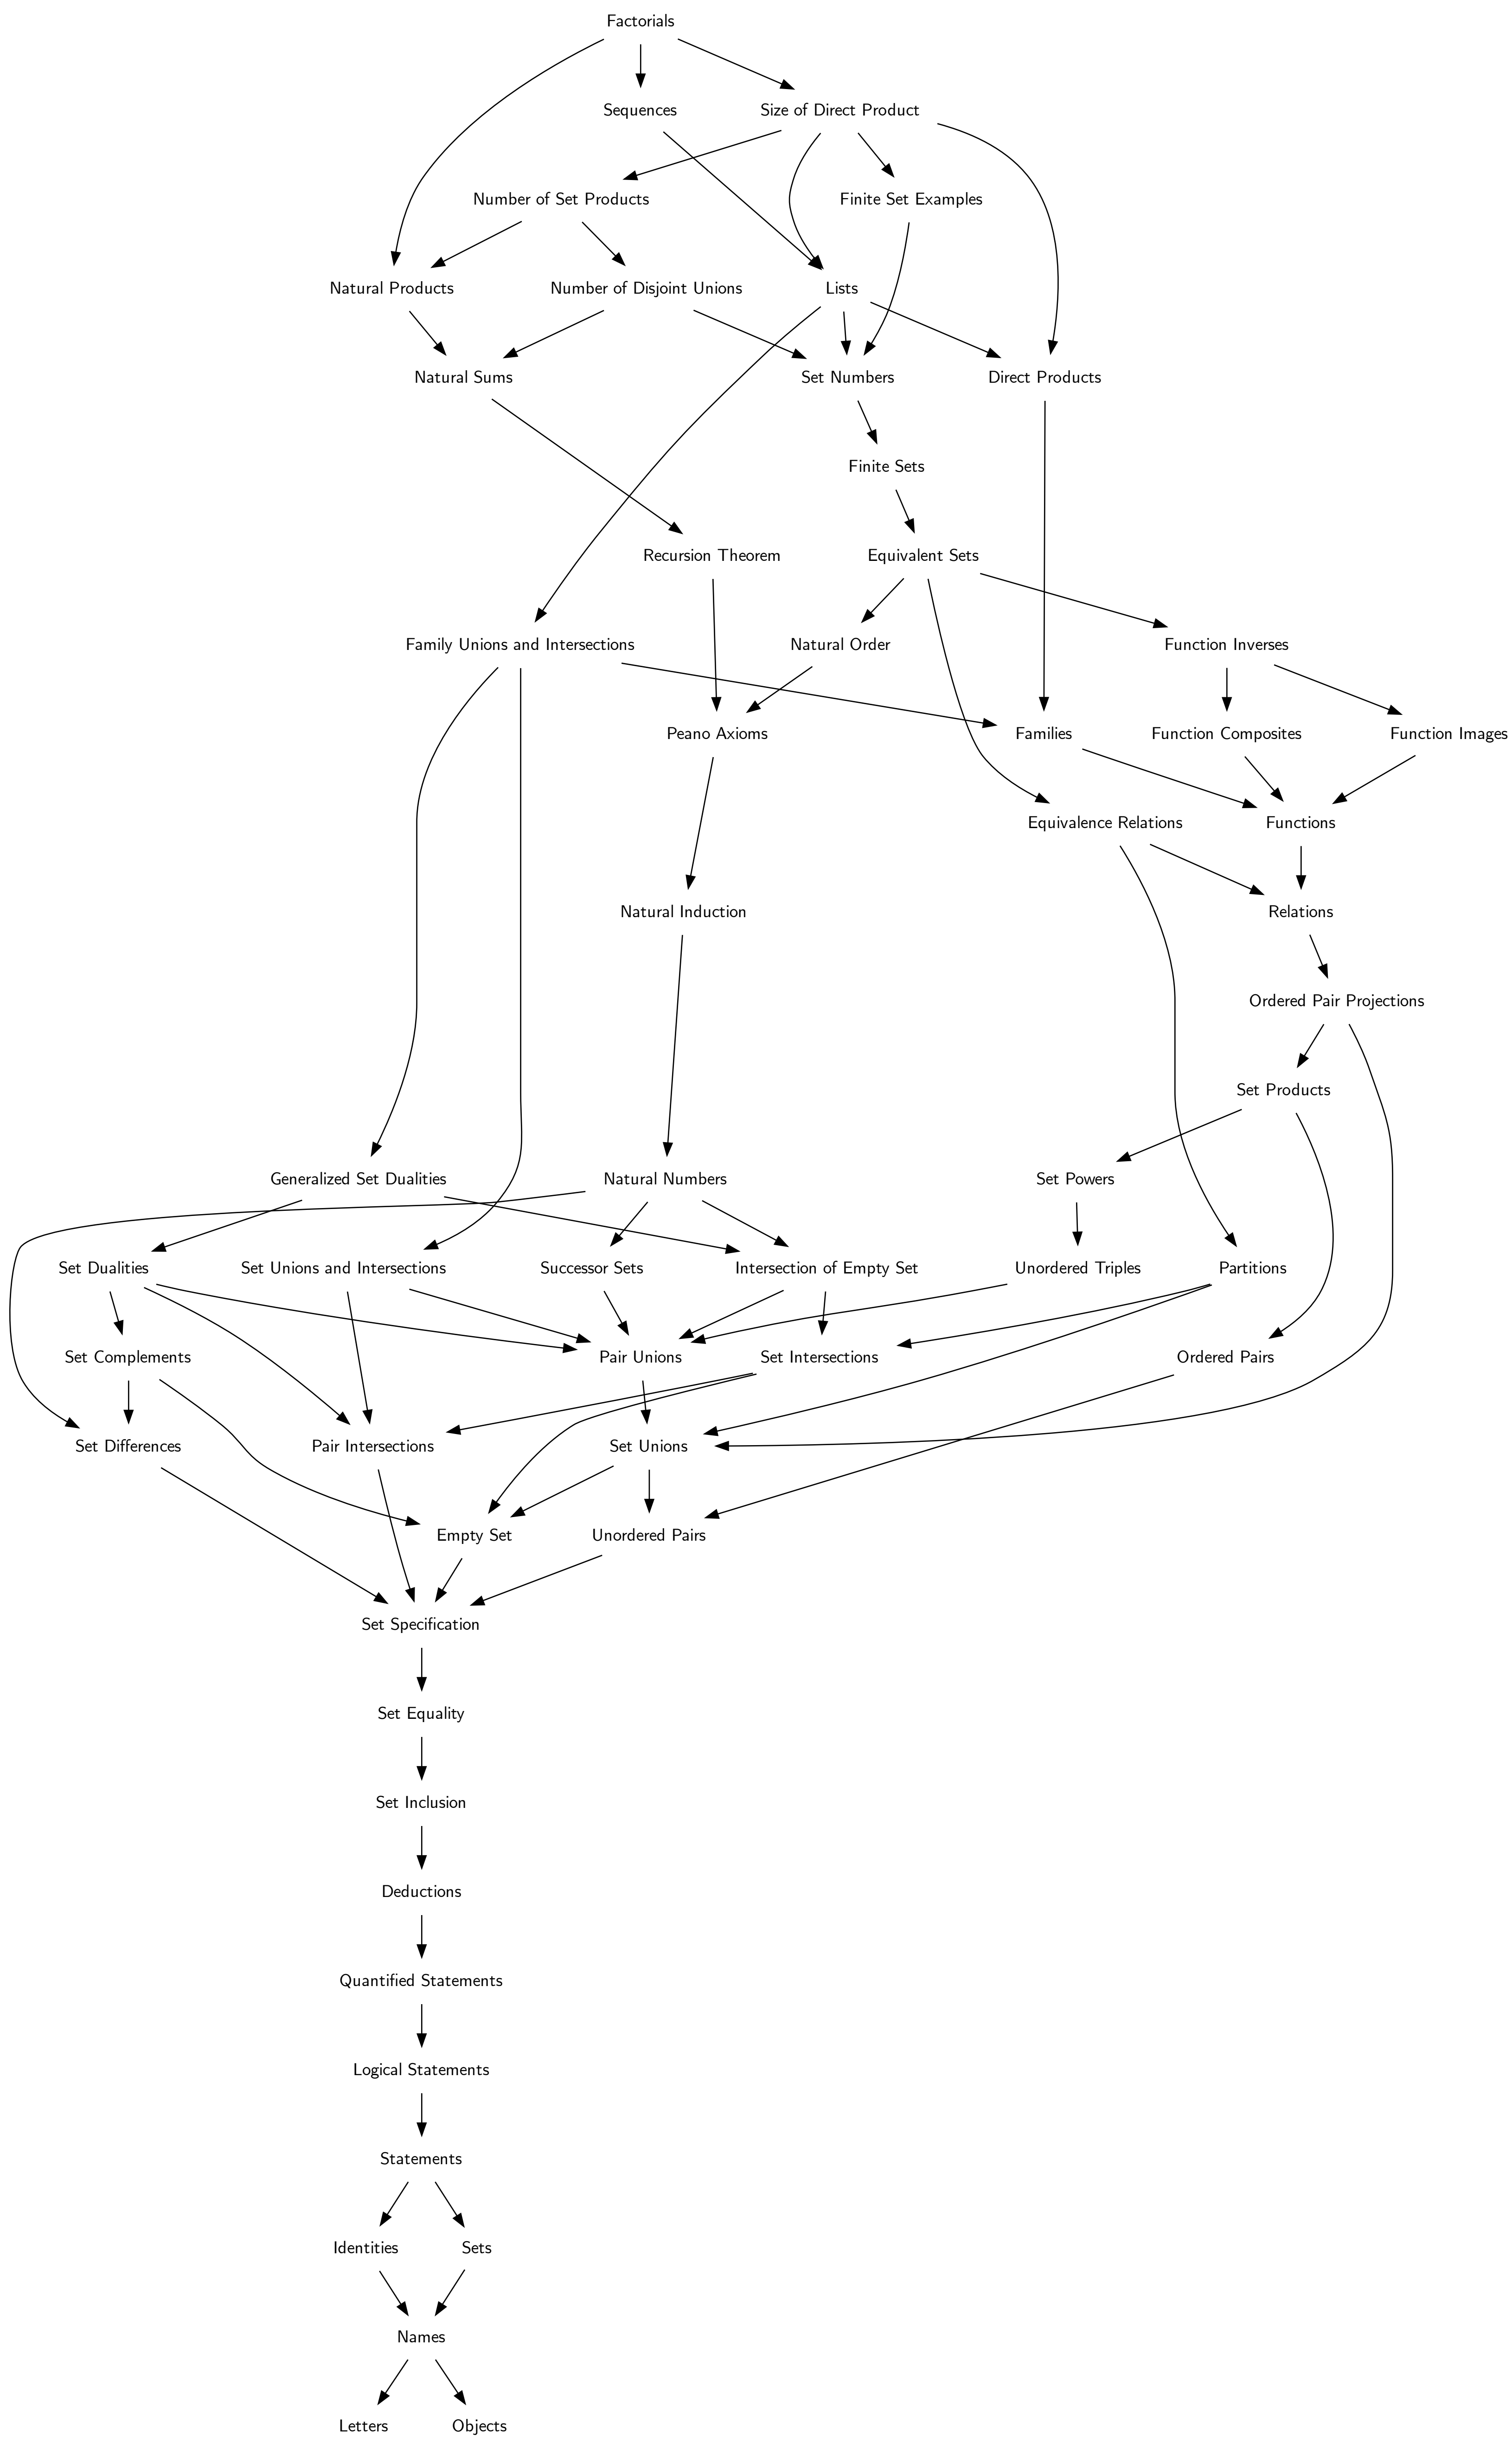 Factorials
Sequences
Size of Direct Product
Number of Set Products
Finite Set Examples
Natural Products
Number of Disjoint Unions
Lists
Natural Sums
Set Numbers
Direct Products
Finite Sets
Recursion Theorem
Equivalent Sets
Family Unions and Intersections
Natural Order
Function Inverses
Peano Axioms
Families
Function Composites
Function Images
Equivalence Relations
Functions
Natural Induction
Relations
Ordered Pair Projections
Set Products
Generalized Set Dualities
Natural Numbers
Set Powers
Set Dualities
Set Unions and Intersections
Successor Sets
Intersection of Empty Set
Unordered Triples
Partitions
Set Complements
Pair Unions
Set Intersections
Ordered Pairs
Set Differences
Pair Intersections
Set Unions
Empty Set
Unordered Pairs
Set Specification
Set Equality
Set Inclusion
Deductions
Quantified Statements
Logical Statements
Statements
Identities
Sets
Names
Letters
Objects